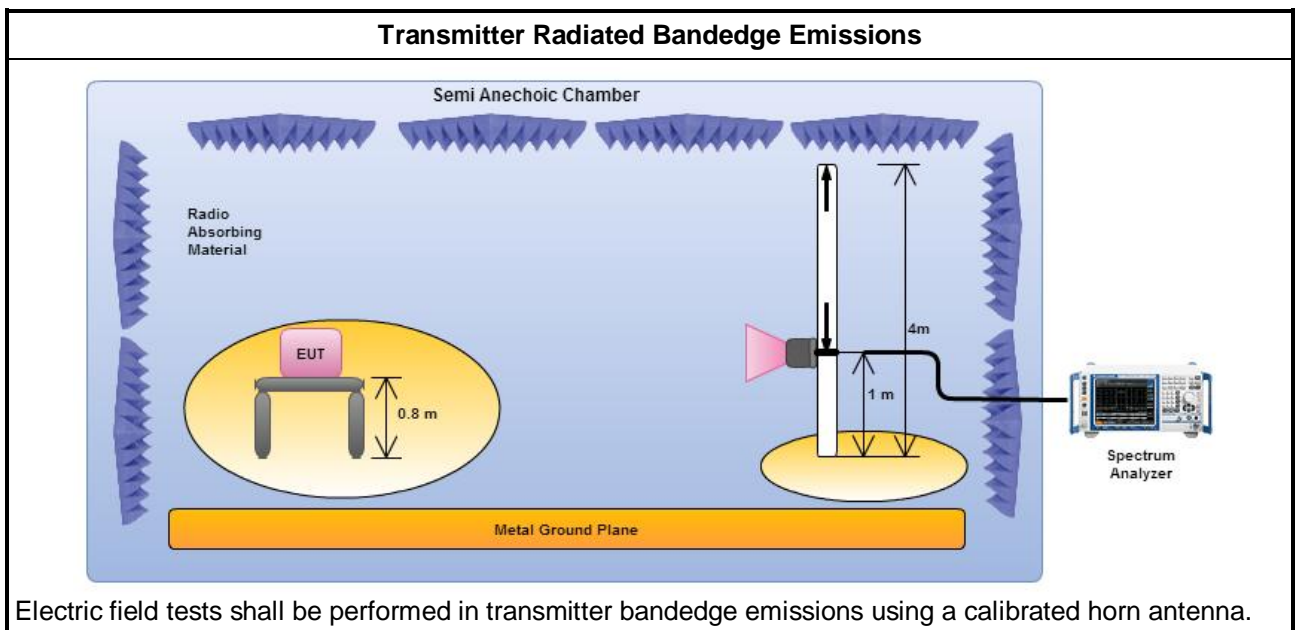 Transmitter Radiated Bandedge Emissions
Semi Anechoic Chamber
Radio
Absorbing
Material
EUT
0.8 m
4m
1 m
Spectrum
Analyzer
Metal Ground Plane
Electric field tests shall be performed in transmitter bandedge emissions using a calibrated horn antenna.